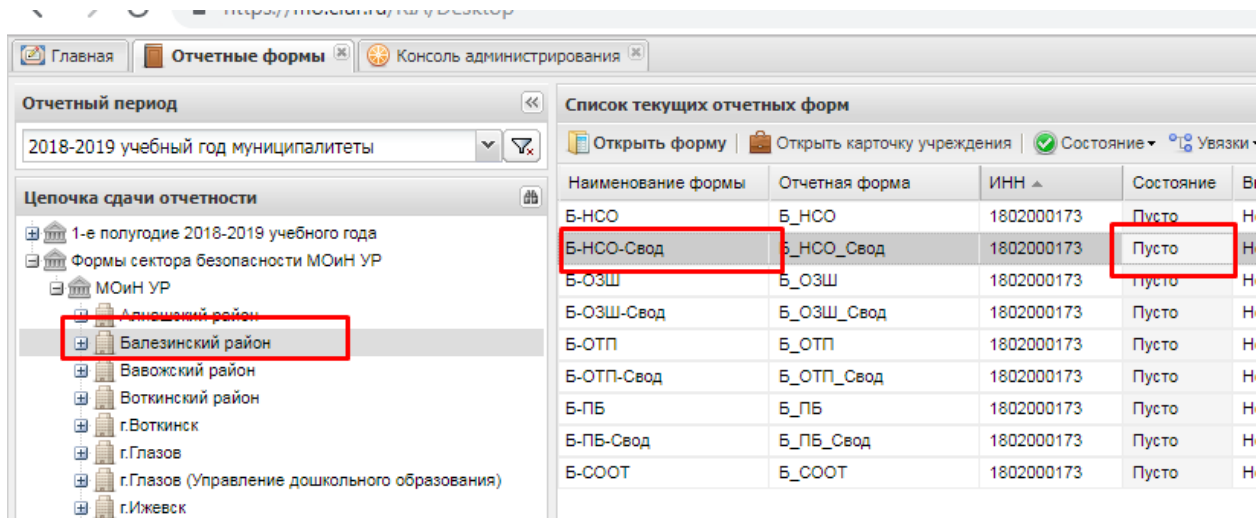 Главная Отчетные формы Консоль администрирования
Отчетный период
2018-2019 учебный год муниципалитеты
Цепочка сдачи отчетности
1-е полугодие 2018-2019 учебного года
Формы сектора безопасности МОиН УР
МОиН УР
Алнашский район
Балезинский район
Вавожский район
Воткинский район
г.Воткинск
г.Глазов
г.Глазов (Управление дошкольного образования)
г.Ижевск
Список текущих отчетных форм
Открыть форму Открыть карточку учреждения Состояние Увязки
Наименование формы Отчетная форма ИНН Состояние
Б-НСО Б_НСО 1802000173 Пусто
Б-НСО-Свод Б_НСО_Свод 1802000173 Пусто
Б-ОЗШ Б_ОЗШ 1802000173 Пусто
Б-ОЗШ-Свод Б_ОЗШ_Свод 1802000173 Пусто
Б-ОТП Б_ОТП 1802000173 Пусто
Б-ОТП-Свод Б_ОТП_Свод 1802000173 Пусто
Б-ПБ Б_ПБ 1802000173 Пусто
Б-ПБ-Свод Б_ПБ_Свод 1802000173 Пусто
Б-СООТ Б_СООТ 1802000173 Пусто